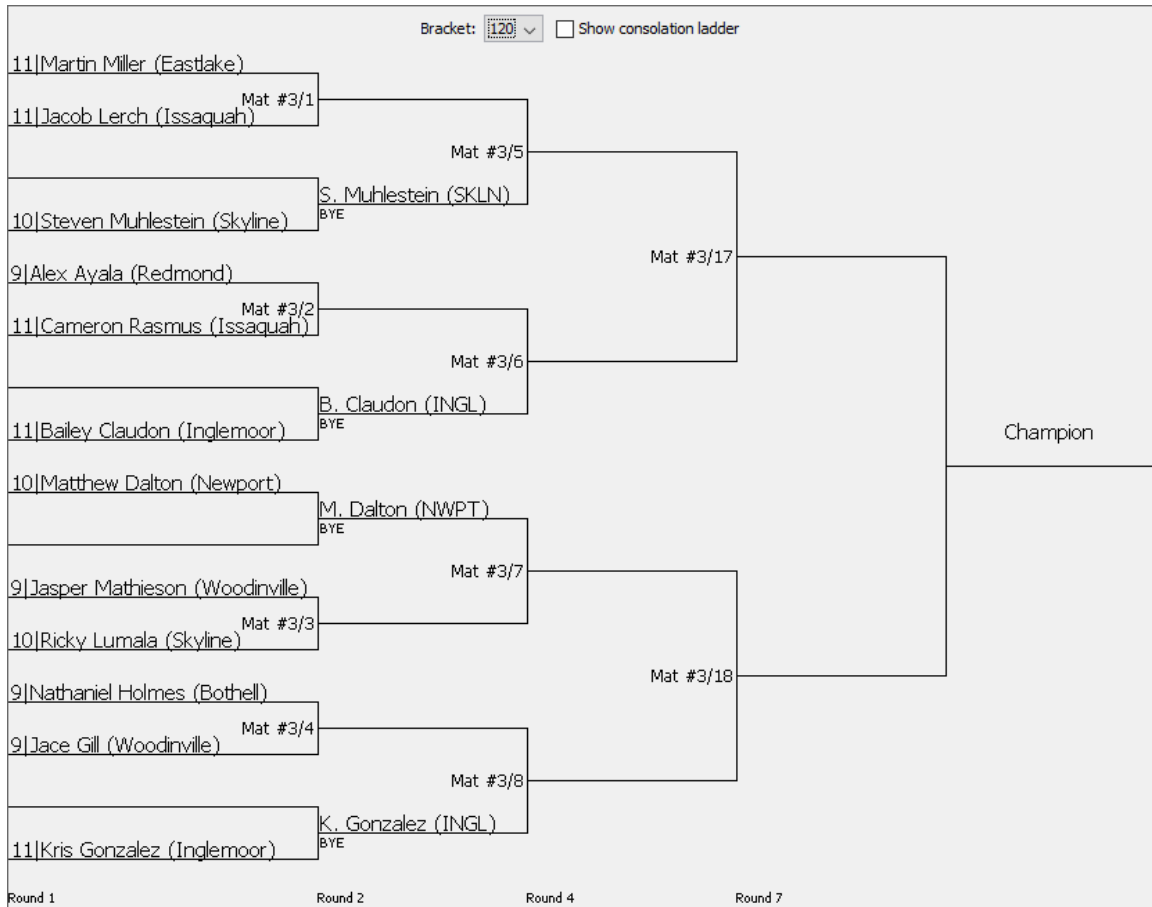 Bracket: 120 Show consolation ladder
11|Martin Miller (Eastlake)
Mat #3/1
11|Jacob Lerch (Issaquah)
Mat #3/5
S. Muhlestein (SKLN)
BYE
10|Steven Muhlestein (Skyline)
Mat #3/17
9|Alex Ayala (Redmond)
Mat #3/2
11|Cameron Rasmus (Issaquah)
Mat #3/6
B. Claudon (INGL)
BYE
11|Bailey Claudon (Inglemoor)
Champion
10|Matthew Dalton (Newport)
M. Dalton (NWPT)
BYE
Mat #3/7
9|Jasper Mathieson (Woodinville)
Mat #3/3
10|Ricky Lumala (Skyline)
Mat #3/18
9|Nathaniel Holmes (Bothell)
Mat #3/4
9|Jace Gill (Woodinville)
Mat #3/8
K. Gonzalez (INGL)
BYE
11|Kris Gonzalez (Inglemoor)
Round 1 Round 2 Round 4 Round 7